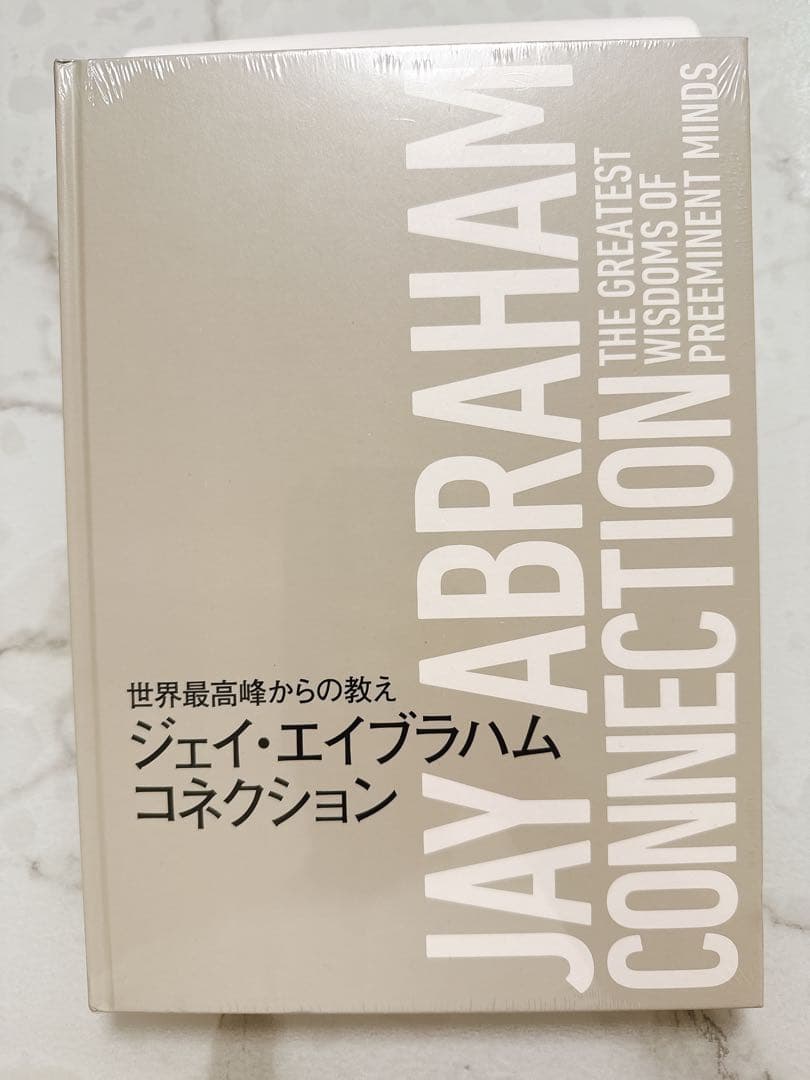 世界最高峰からの教え
ジェイ・エイブラハム
コネクション
JAY ABRAHAM
CONNECTION
THE GREATEST
WISDOMS OF
PREEMINENT MINDS